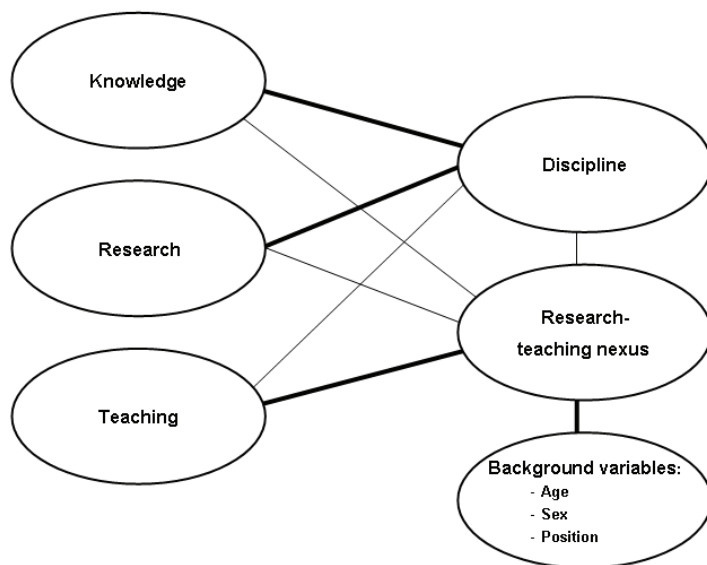 Knowledge
Discipline
Research
Research-
teaching nexus
Teaching
Background variables:
- Age
- Sex
- Position